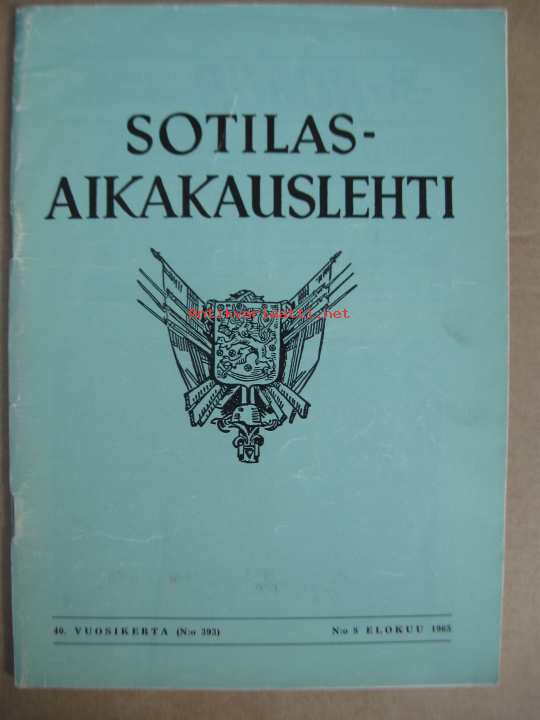 SOTILAS-
AIKAKAUSLEHTI
Antikvariaatti.net
40. VUOSIKERTA (N:o 393)
N:o 8 ELOKUU 1965